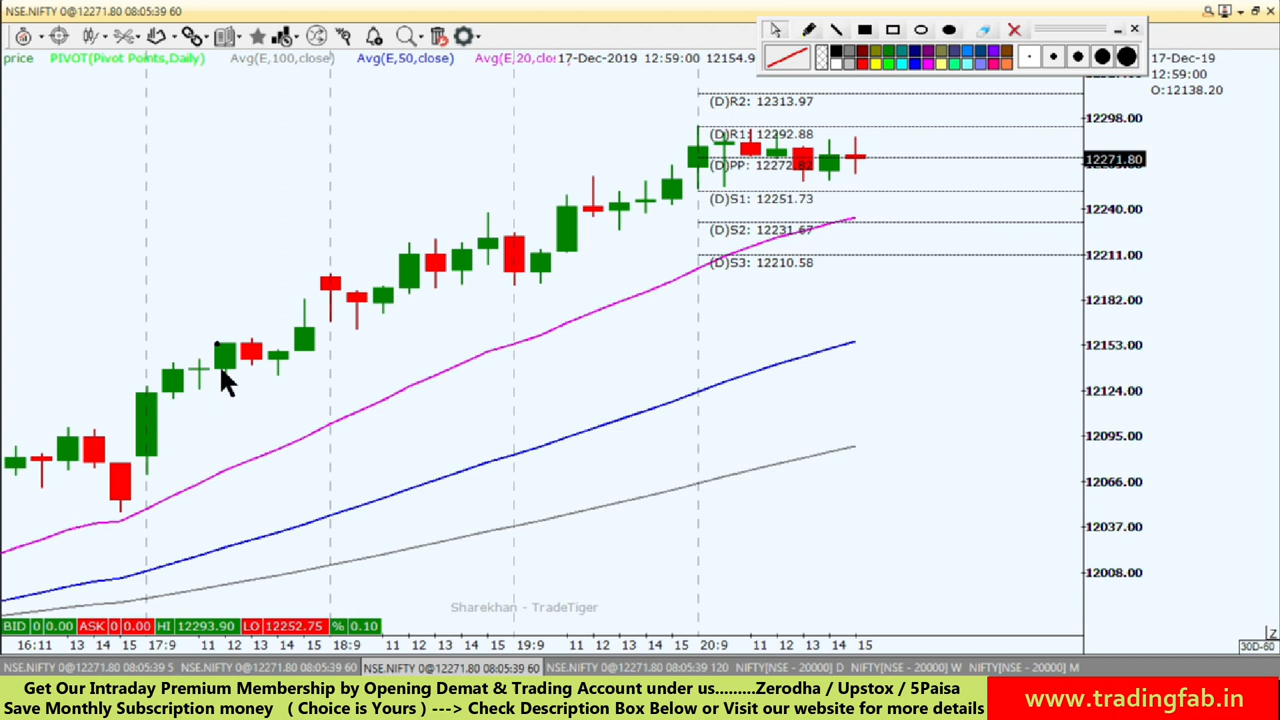 NSE.NIFTY 0@12271.80 08:05:39 60
price PIVOT(Pivot Points,Daily) Avg(E,100,close) Avg(E,50,close) Avg(E,20,clo: 17-Dec-2019 12:59:00 12154.9
17-Dec-19
12:59:00
O:12138.20
(D)R2: 12313.97
12298.00
(D)R1: 12292.88
12271.80
(D)PP: 12272.82
(D)S1: 12251.73
12240.00
(D)S2: 12231.67
12211.00
(D)S3: 12210.58
12182.00
12153.00
12124.00
12095.00
12066.00
12037.00
12008.00
Sharekhan - TradeTiger
BID 0 0.00 ASK 0 0.00 HI 12293.90 LO 12252.75 % 0.10
16:11 13 14 15 17:9 11 12 13 14 15 18:9 11 12 13 14 15 19:9 11 12 13 14 15 20:9 11 12 13 14 15
30D-60
NSE.NIFTY 0@12271.80 08:05:39 5 NSE.NIFTY 0@12271.80 08:05:39 60 NSE.NIFTY 0@12271.80 08:05:39 60 NSE.NIFTY 0@12271.80 08:05:39 120 NIFTY[NSE - 20000] D NIFTY[NSE - 20000] W NIFTY[NSE - 20000] M
Get Our Intraday Premium Membership by Opening Demat & Trading Account under us.........Zerodha / Upstox / 5Paisa
Save Monthly Subscription money ( Choice is Yours ) ---> Check Description Box Below or Visit our website for more details
www.tradingfab.in